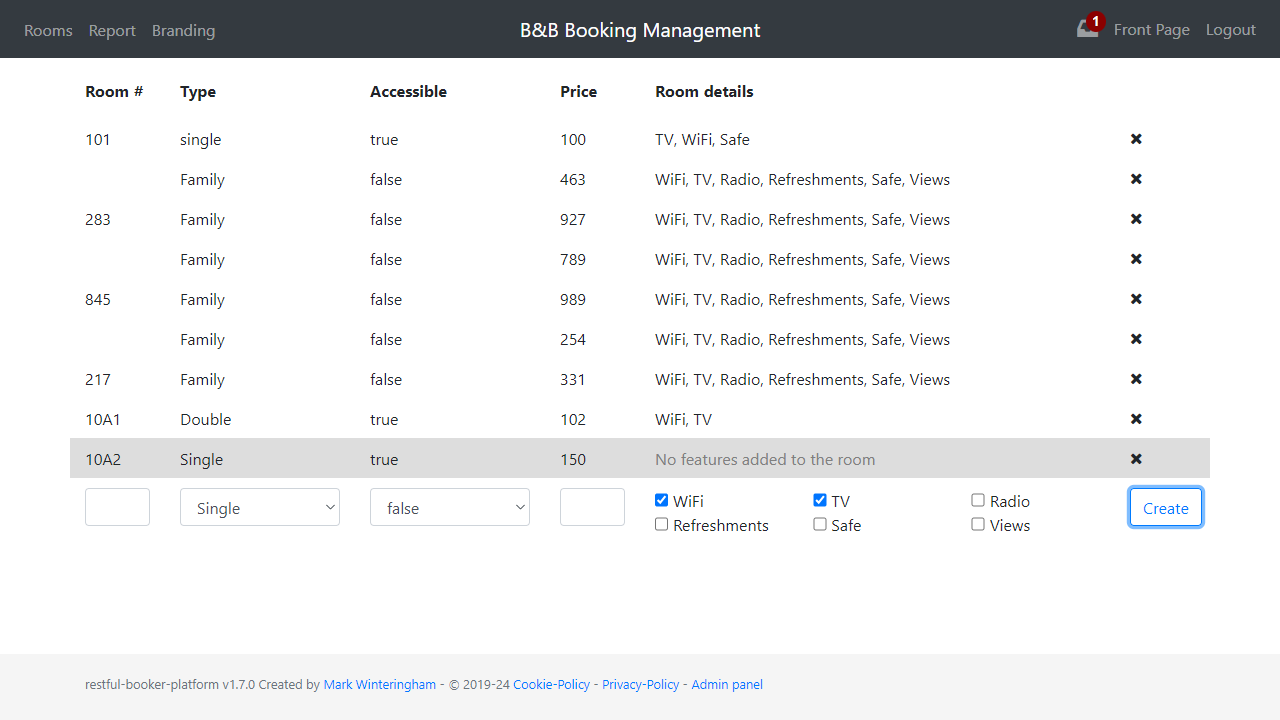 Rooms Report Branding B&B Booking Management 1 Front Page Logout
Room # Type Accessible Price Room details
101 single true 100 TV, WiFi, Safe
Family false 463 WiFi, TV, Radio, Refreshments, Safe, Views
283 Family false 927 WiFi, TV, Radio, Refreshments, Safe, Views
Family false 789 WiFi, TV, Radio, Refreshments, Safe, Views
845 Family false 989 WiFi, TV, Radio, Refreshments, Safe, Views
Family false 254 WiFi, TV, Radio, Refreshments, Safe, Views
217 Family false 331 WiFi, TV, Radio, Refreshments, Safe, Views
10A1 Double true 102 WiFi, TV
10A2 Single true 150 No features added to the room
Single false WiFi TV Radio Create
Refreshments Safe Views
restful-booker-platform v1.7.0 Created by Mark Winteringham - © 2019-24 Cookie-Policy - Privacy-Policy - Admin panel